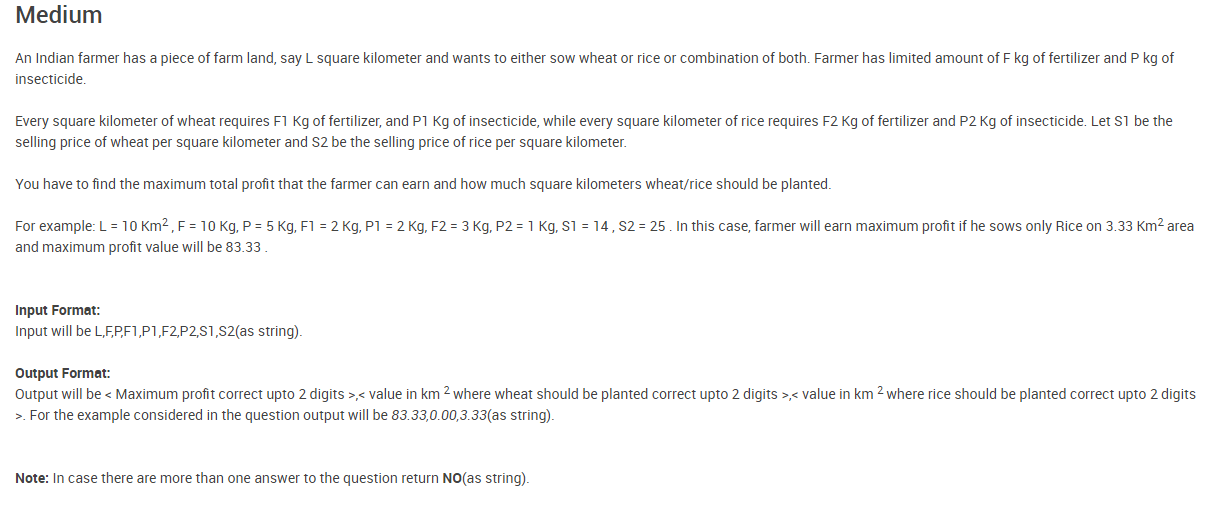 Medium
An Indian farmer has a piece of farm land, say L square kilometer and wants to either sow wheat or rice or combination of both. Farmer has limited amount of F kg of fertilizer and P kg of
insecticide.
Every square kilometer of wheat requires F1 Kg of fertilizer, and P1 Kg of insecticide, while every square kilometer of rice requires F2 Kg of fertilizer and P2 Kg of insecticide. Let S1 be the
selling price of wheat per square kilometer and S2 be the selling price of rice per square kilometer.
You have to find the maximum total profit that the farmer can earn and how much square kilometers wheat/rice should be planted.
For example: L = 10 Km2 , F = 10 Kg, P = 5 Kg, F1 = 2 Kg, P1 = 2 Kg, F2 = 3 Kg, P2 = 1 Kg, S1 = 14 , S2 = 25 . In this case, farmer will earn maximum profit if he sows only Rice on 3.33 Km2 area
and maximum profit value will be 83.33 .
Input Format:
Input will be L,F,P,F1,P1,F2,P2,S1,S2(as string).
Output Format:
Output will be < Maximum profit correct upto 2 digits >,< value in km 2 where wheat should be planted correct upto 2 digits >,< value in km 2 where rice should be planted correct upto 2 digits
>. For the example considered in the question output will be 83.33,0.00,3.33(as string).
Note: In case there are more than one answer to the question return NO(as string).